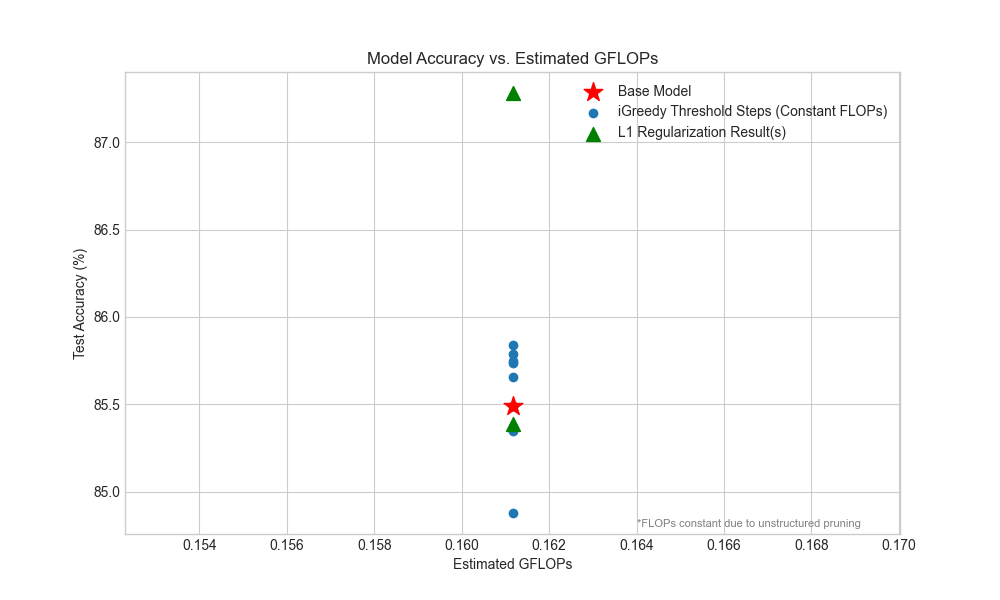 Model Accuracy vs. Estimated GFLOPs
Base Model
iGreedy Threshold Steps (Constant FLOPs)
L1 Regularization Result(s)
Test Accuracy (%)
87.0
86.5
86.0
85.5
85.0
*FLOPs constant due to unstructured pruning
0.154 0.156 0.158 0.160 0.162 0.164 0.166 0.168 0.170
Estimated GFLOPs